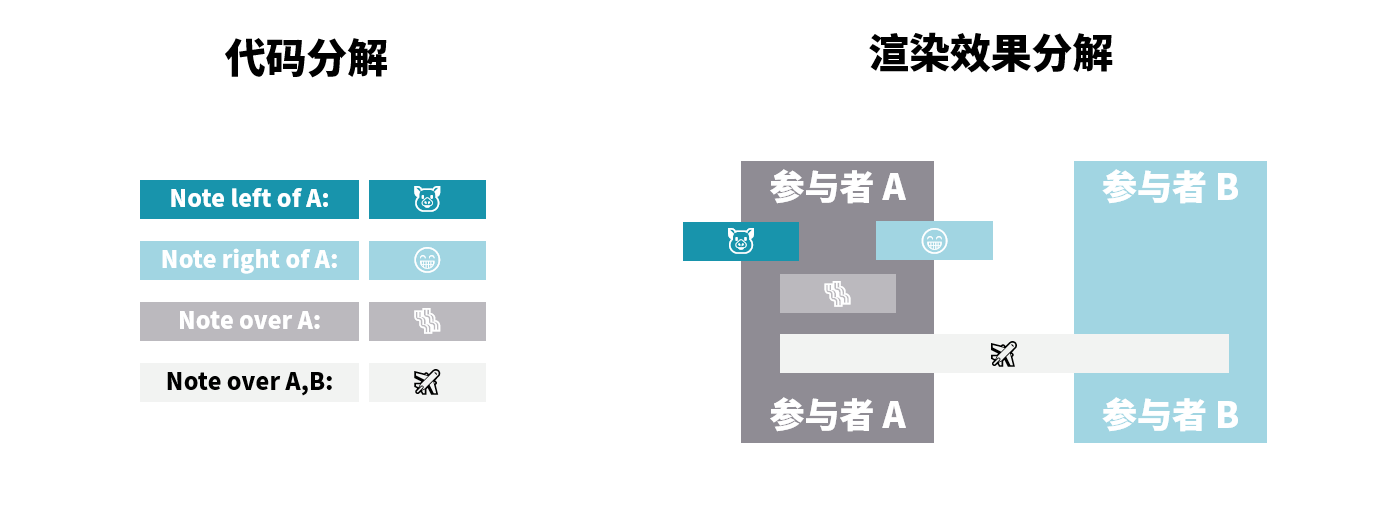 代码分解
渲染效果分解
Note left of A:
Note right of A:
Note over A:
Note over A,B:
参与者 A
参与者 B
参与者 A
参与者 B